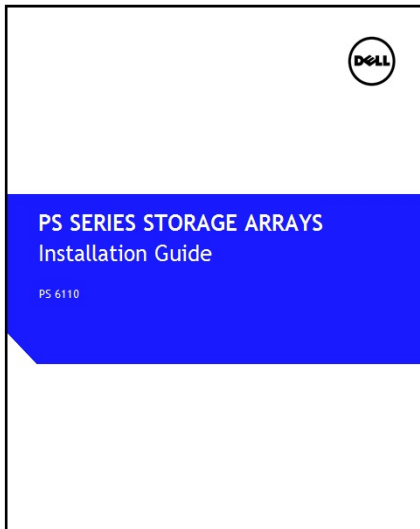 DELL
PS SERIES STORAGE ARRAYS
Installation Guide
PS 6110